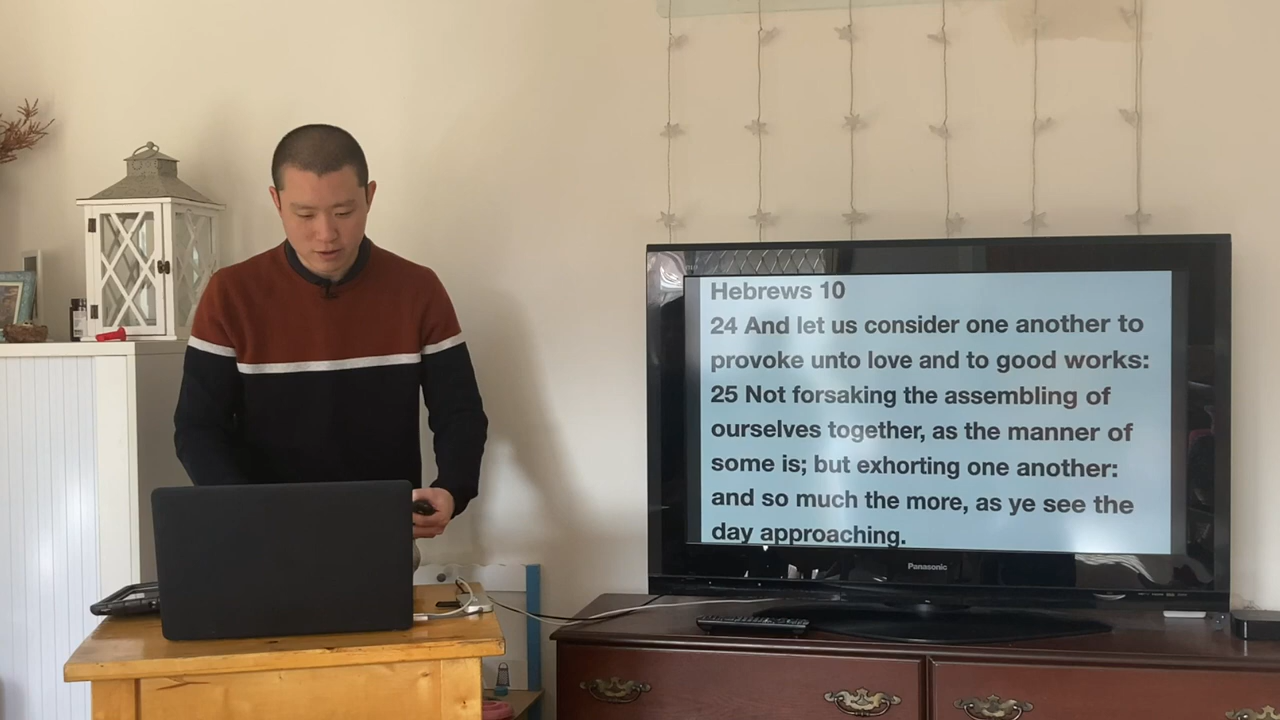 Hebrews 10
24 And let us consider one another to
provoke unto love and to good works:
25 Not forsaking the assembling of
ourselves together, as the manner of
some is; but exhorting one another:
and so much the more, as ye see the
day approaching.
Panasonic